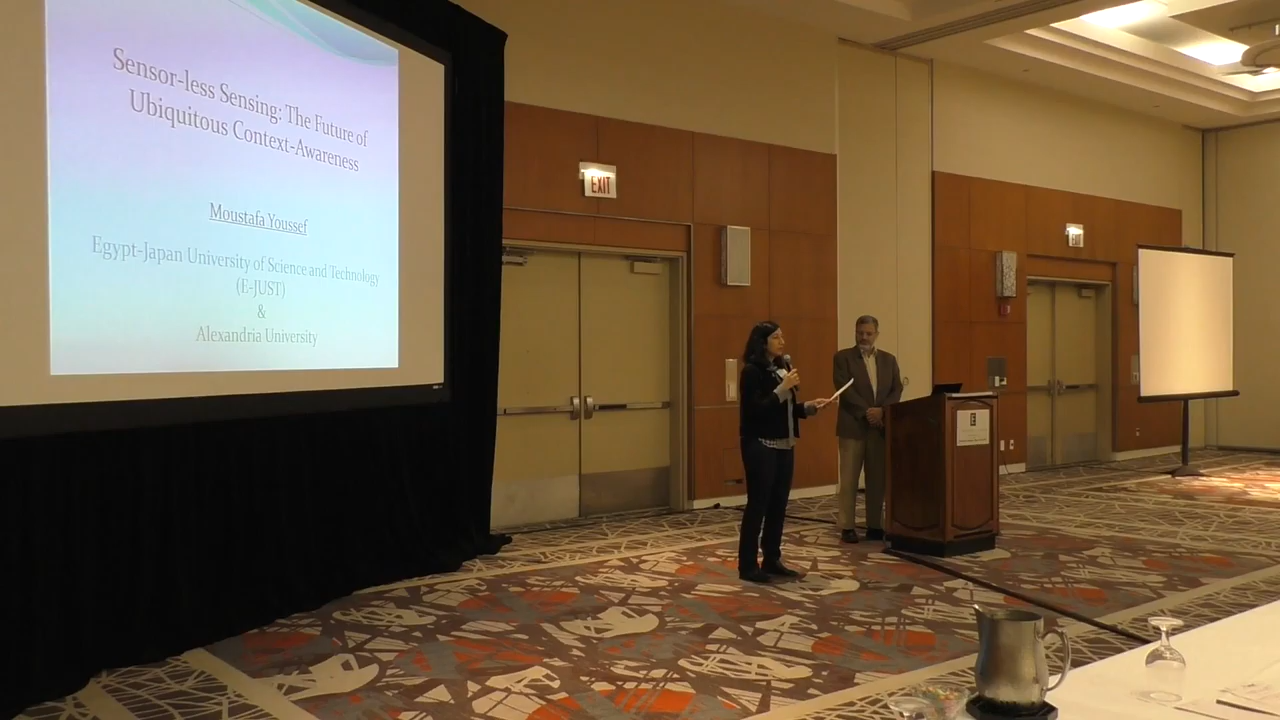 Sensor-less Sensing: The Future of
Ubiquitous Context-Awareness
Moustafa Youssef
Egypt-Japan University of Science and Technology
(E-JUST)
&
Alexandria University
EXIT
EXIT
E